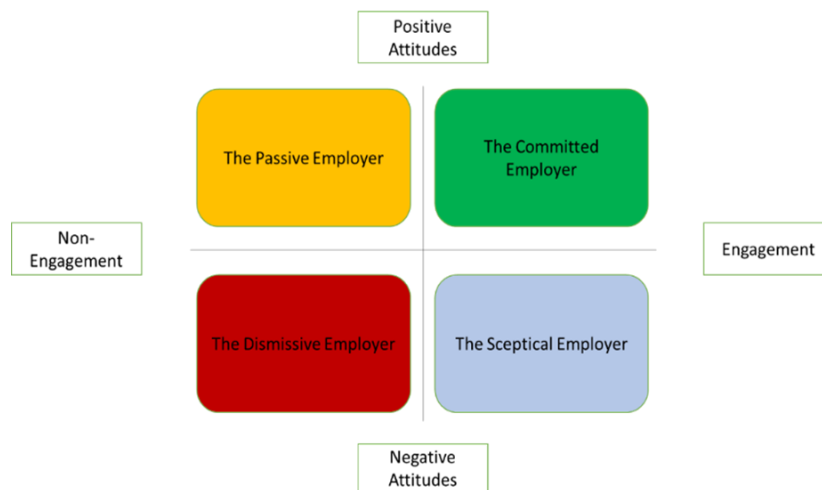 Positive
Attitudes
The Passive Employer
The Committed
Employer
Non-
Engagement
Engagement
The Dismissive Employer
The Sceptical Employer
Negative
Attitudes